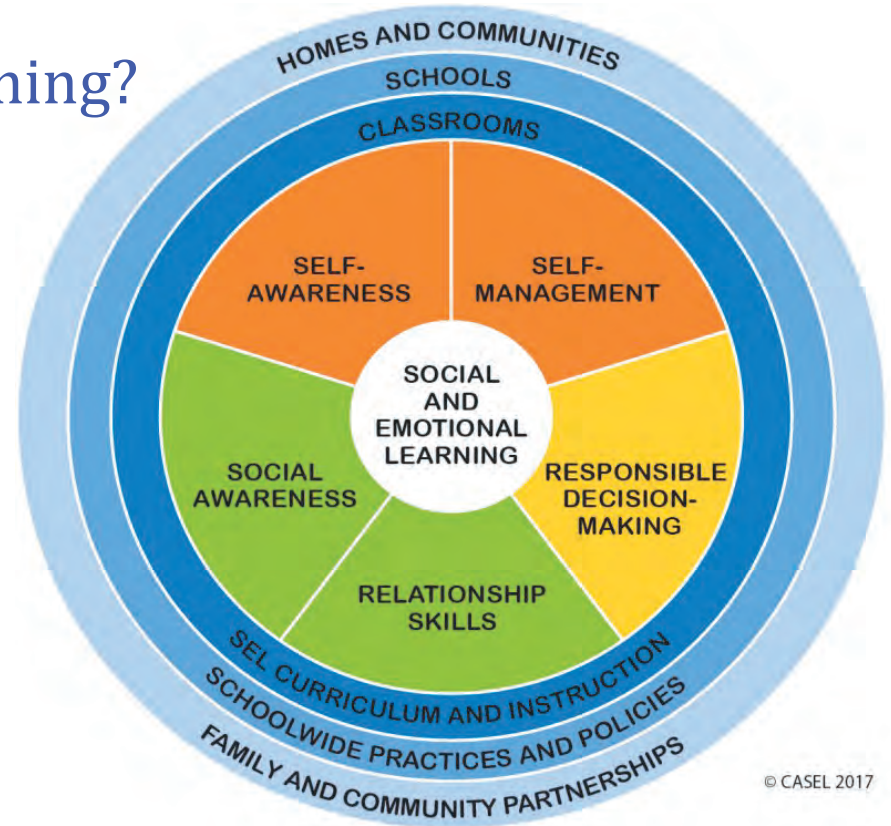 ning?
HOMES AND COMMUNITIES
SCHOOLS
CLASSROOMS
SELF-
AWARENESS
SELF-
MANAGEMENT
SOCIAL
AND
EMOTIONAL
LEARNING
SOCIAL
AWARENESS
RESPONSIBLE
DECISION-
MAKING
RELATIONSHIP
SKILLS
SEL CURRICULUM AND INSTRUCTION
SCHOOLWIDE PRACTICES AND POLICIES
FAMILY AND COMMUNITY PARTNERSHIPS
© CASEL 2017